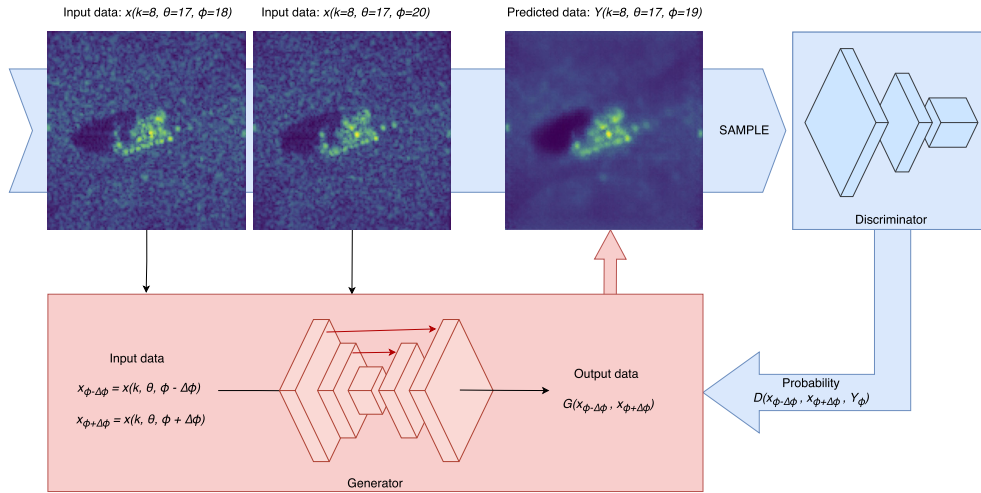 Input data: x(k=8, θ=17, ϕ=18)
Input data: x(k=8, θ=17, ϕ=20)
Predicted data: Y(k=8, θ=17, ϕ=19)
SAMPLE
Discriminator
Input data
xϕ-Δϕ = x(k, θ, ϕ - Δϕ)
xϕ+Δϕ = x(k, θ, ϕ + Δϕ)
Output data
G(xϕ-Δϕ , xϕ+Δϕ)
Generator
Probability
D(xϕ-Δϕ , xϕ+Δϕ , Yϕ)